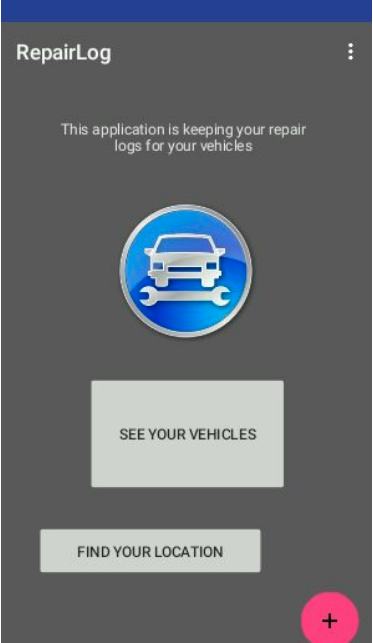 RepairLog
This application is keeping your repair
logs for your vehicles
SEE YOUR VEHICLES
FIND YOUR LOCATION
+